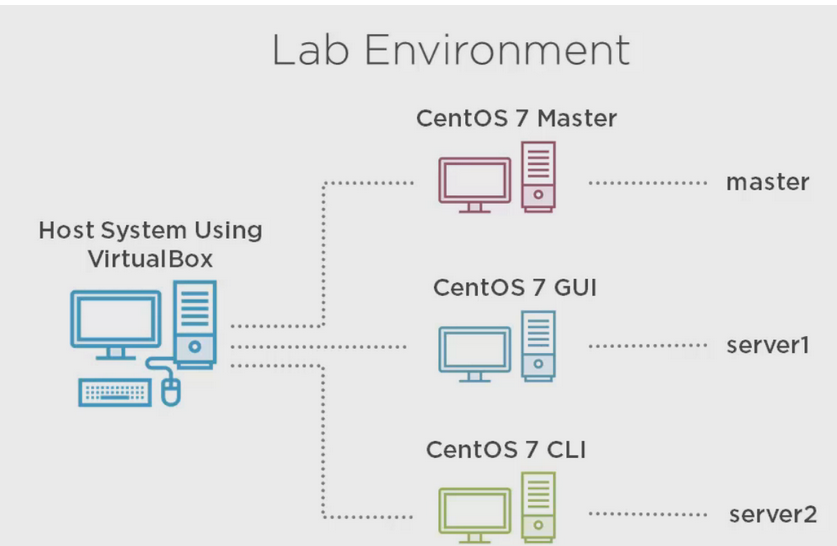 Lab Environment
CentOS 7 Master
master
Host System Using
VirtualBox
CentOS 7 GUI
server1
CentOS 7 CLI
server2